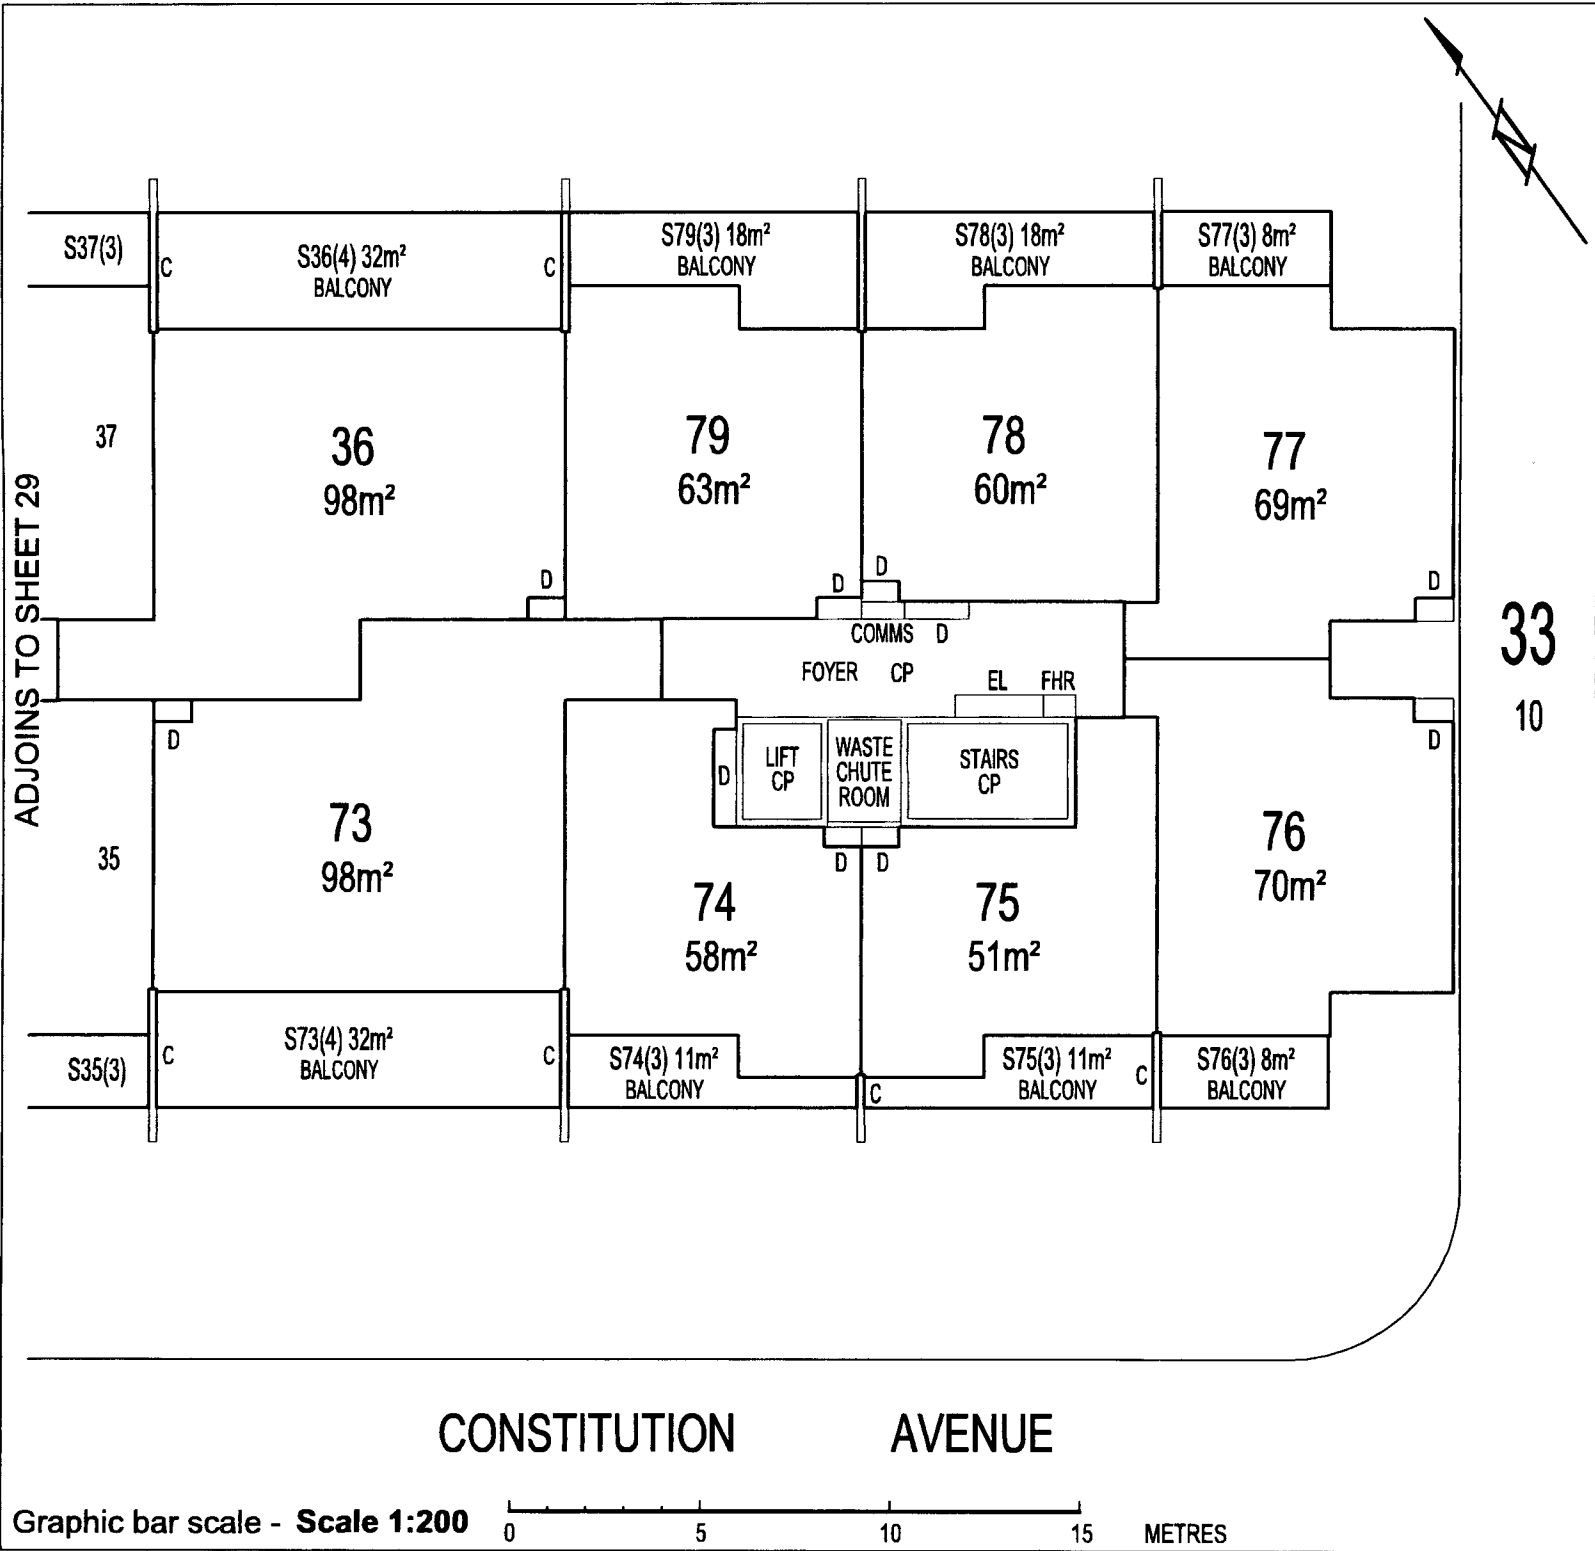 S37(3)
C
S36(4) 32m²
BALCONY
C
S79(3) 18m²
BALCONY
S78(3) 18m²
BALCONY
S77(3) 8m²
BALCONY
37
36
98m²
79
63m²
78
60m²
77
69m²
D
D
D
D
ADJOINS TO SHEET 29
COMMS
D
FOYER
CP
EL
FHR
33
10
D
D
LIFT
CP
WASTE
CHUTE
ROOM
STAIRS
CP
D
35
73
98m²
D
D
74
58m²
75
51m²
76
70m²
S35(3)
C
S73(4) 32m²
BALCONY
C
S74(3) 11m²
BALCONY
C
S75(3) 11m²
BALCONY
C
S76(3) 8m²
BALCONY
CONSTITUTION AVENUE
Graphic bar scale - Scale 1:200
0 5 10 15 METRES